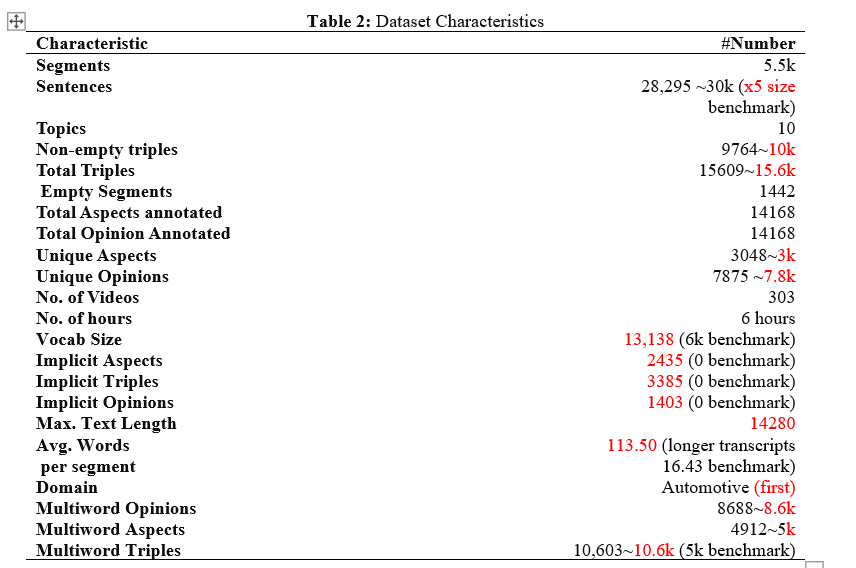 Table 2: Dataset Characteristics
Characteristic #Number
Segments 5.5k
Sentences 28,295 ~30k (x5 size
benchmark)
Topics 10
Non-empty triples 9764~10k
Total Triples 15609~15.6k
Empty Segments 1442
Total Aspects annotated 14168
Total Opinion Annotated 14168
Unique Aspects 3048~3k
Unique Opinions 7875 ~7.8k
No. of Videos 303
No. of hours 6 hours
Vocab Size 13,138 (6k benchmark)
Implicit Aspects 2435 (0 benchmark)
Implicit Triples 3385 (0 benchmark)
Implicit Opinions 1403 (0 benchmark)
Max. Text Length 14280
Avg. Words 113.50 (longer transcripts
per segment 16.43 benchmark)
Domain Automotive (first)
Multiword Opinions 8688~8.6k
Multiword Aspects 4912~5k
Multiword Triples 10,603~10.6k (5k benchmark)